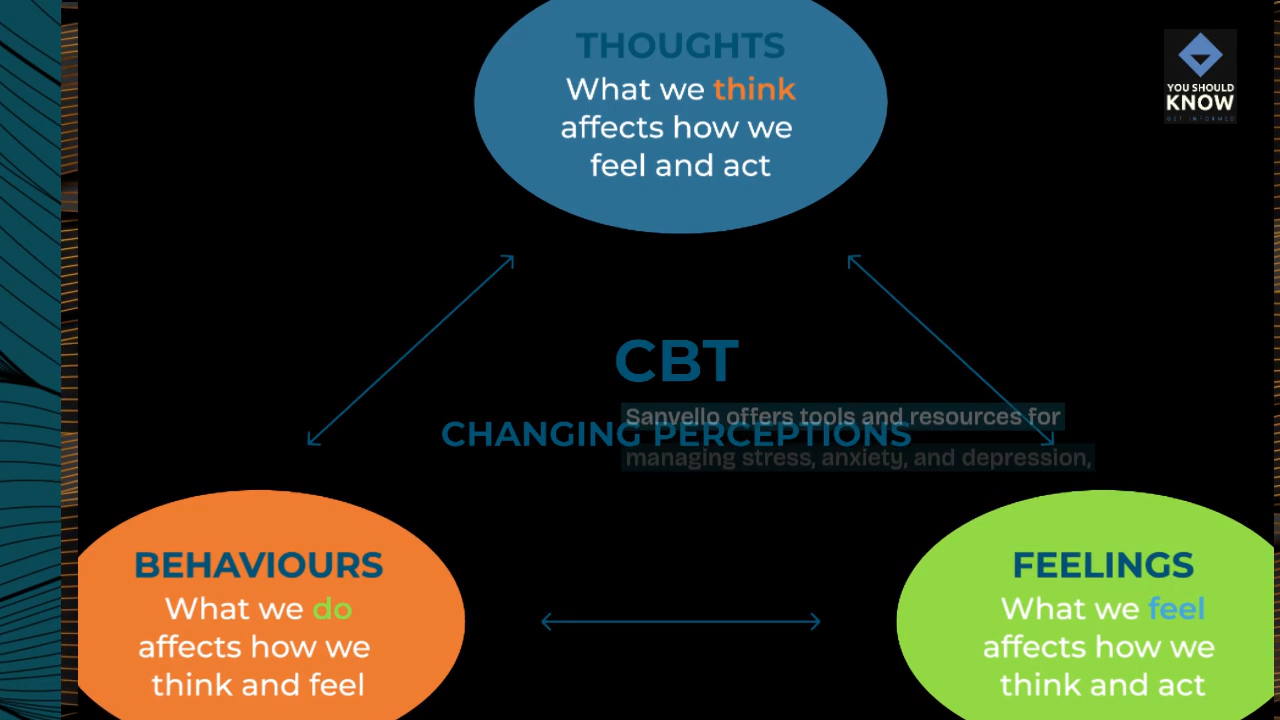 THOUGHTS
What we think
affects how we
feel and act
YOU SHOULD
KNOW
GET INFORMED
CBT
CHANGING PERCEPTIONS
Sanvello offers tools and resources for
managing stress, anxiety, and depression,
BEHAVIOURS
What we do
affects how we
think and feel
FEELINGS
What we feel
affects how we
think and act